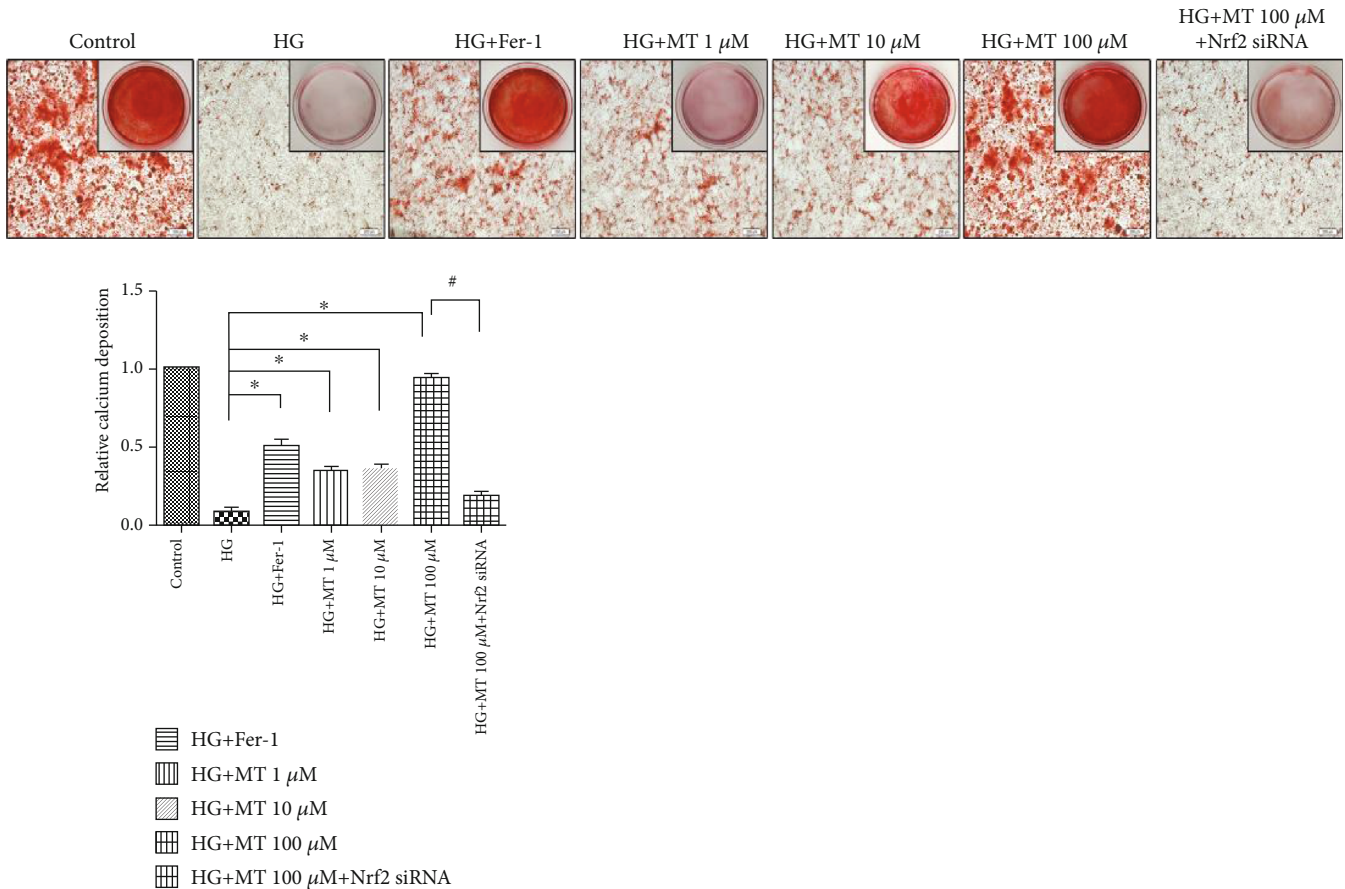 Control
HG
HG+Fer-1
HG+MT 1 μM
HG+MT 10 μM
HG+MT 100 μM
HG+MT 100 μM
+Nrf2 siRNA
Relative calcium deposition
1.5
1.0
0.5
0.0
*
*
*
*
#
Control
HG
HG+Fer-1
HG+MT 1 μM
HG+MT 10 μM
HG+MT 100 μM
HG+MT 100 μM+Nrf2 siRNA
HG+Fer-1
HG+MT 1 μM
HG+MT 10 μM
HG+MT 100 μM
HG+MT 100 μM+Nrf2 siRNA